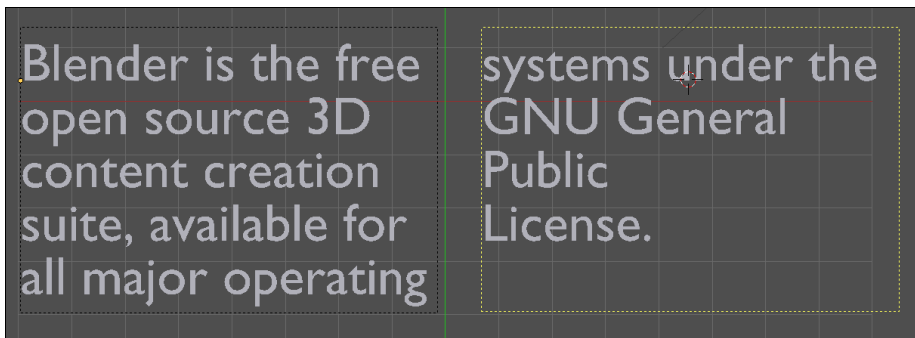 Blender is the free
open source 3D
content creation
suite, available for
all major operating
systems under the
GNU General
Public
License.